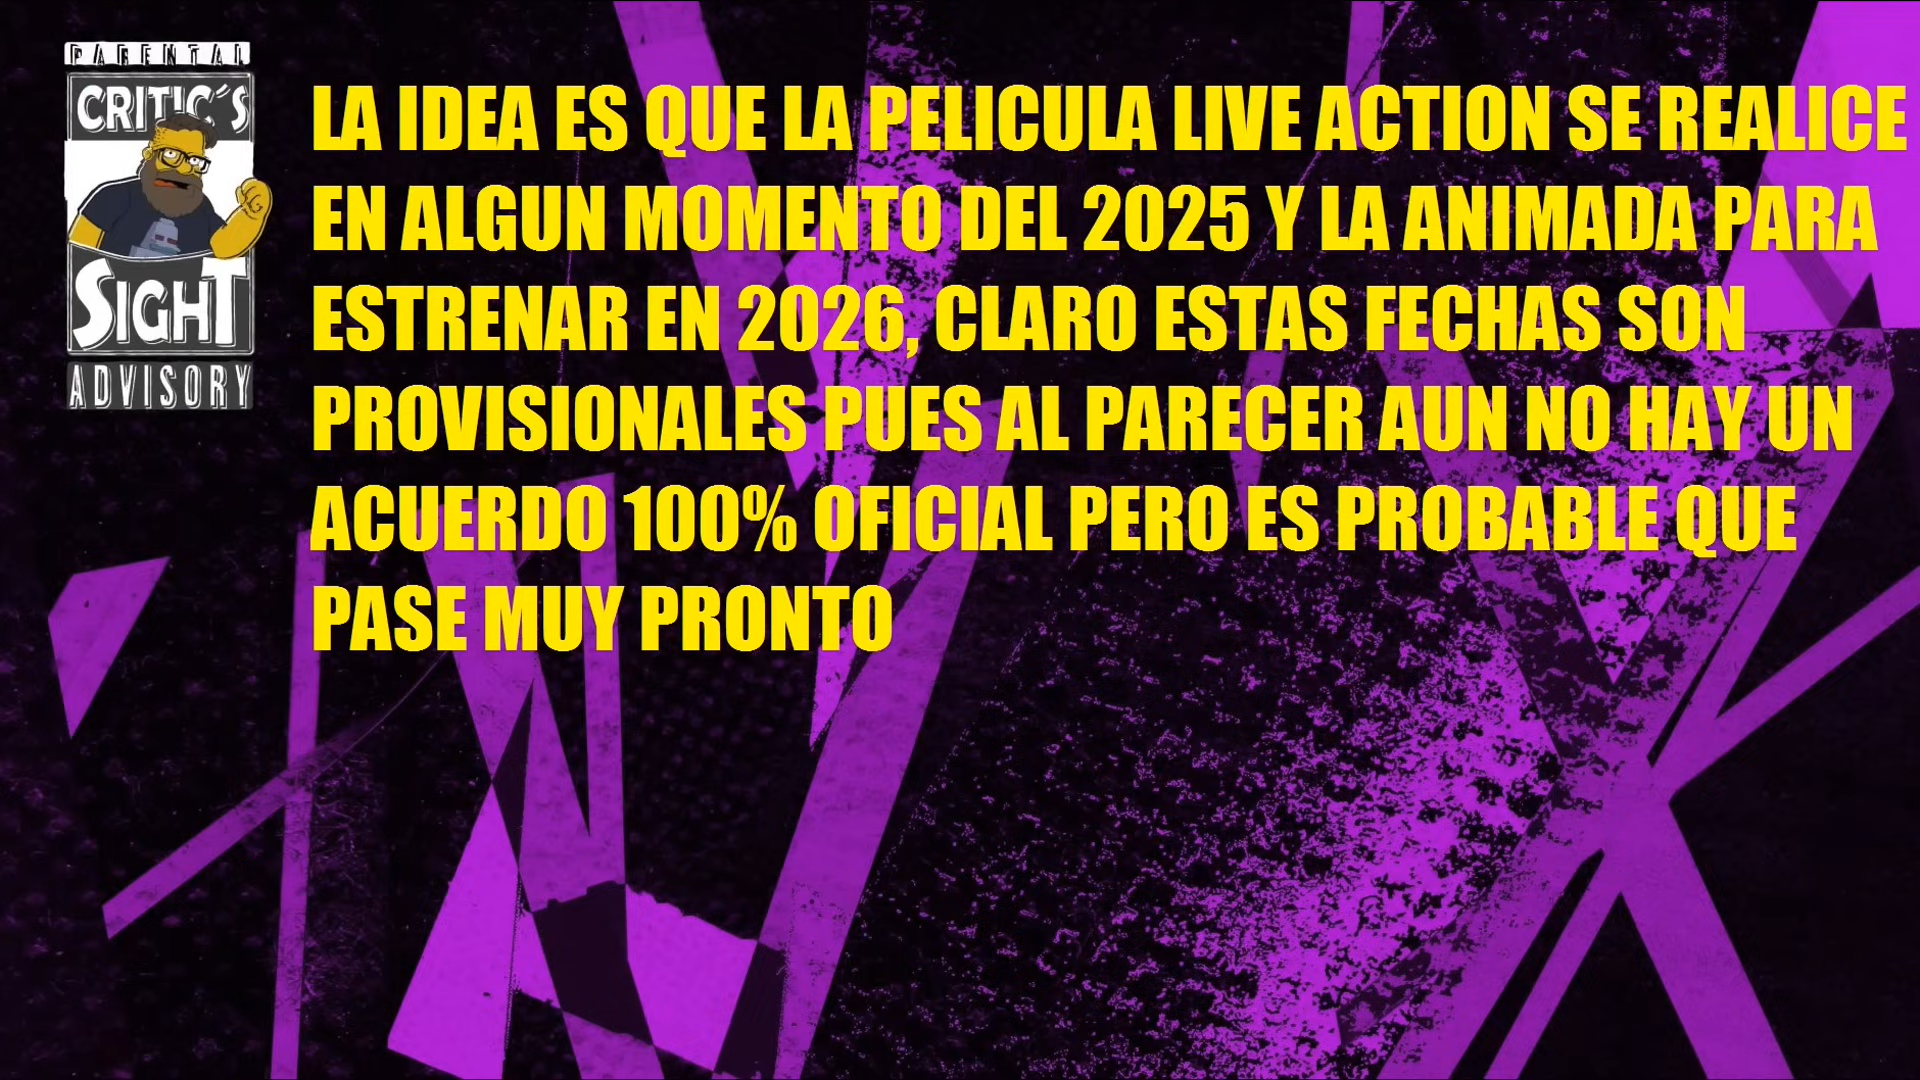 PARENTAL
CRITIC´S
SIGHT
ADVISORY
LA IDEA ES QUE LA PELICULA LIVE ACTION SE REALICE
EN ALGUN MOMENTO DEL 2025 Y LA ANIMADA PARA
ESTRENAR EN 2026, CLARO ESTAS FECHAS SON
PROVISIONALES PUES AL PARECER AUN NO HAY UN
ACUERDO 100% OFICIAL PERO ES PROBABLE QUE
PASE MUY PRONTO